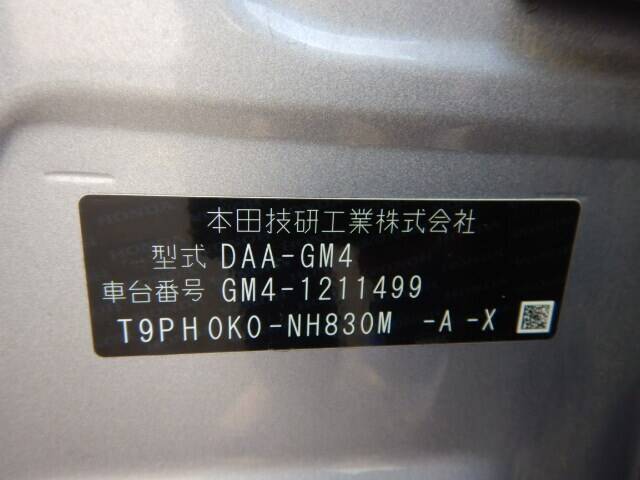 本田技研工業株式会社
型式 DAA-GM4
車台番号 GM4-1211499
T9PH0K0-NH830M -A -X